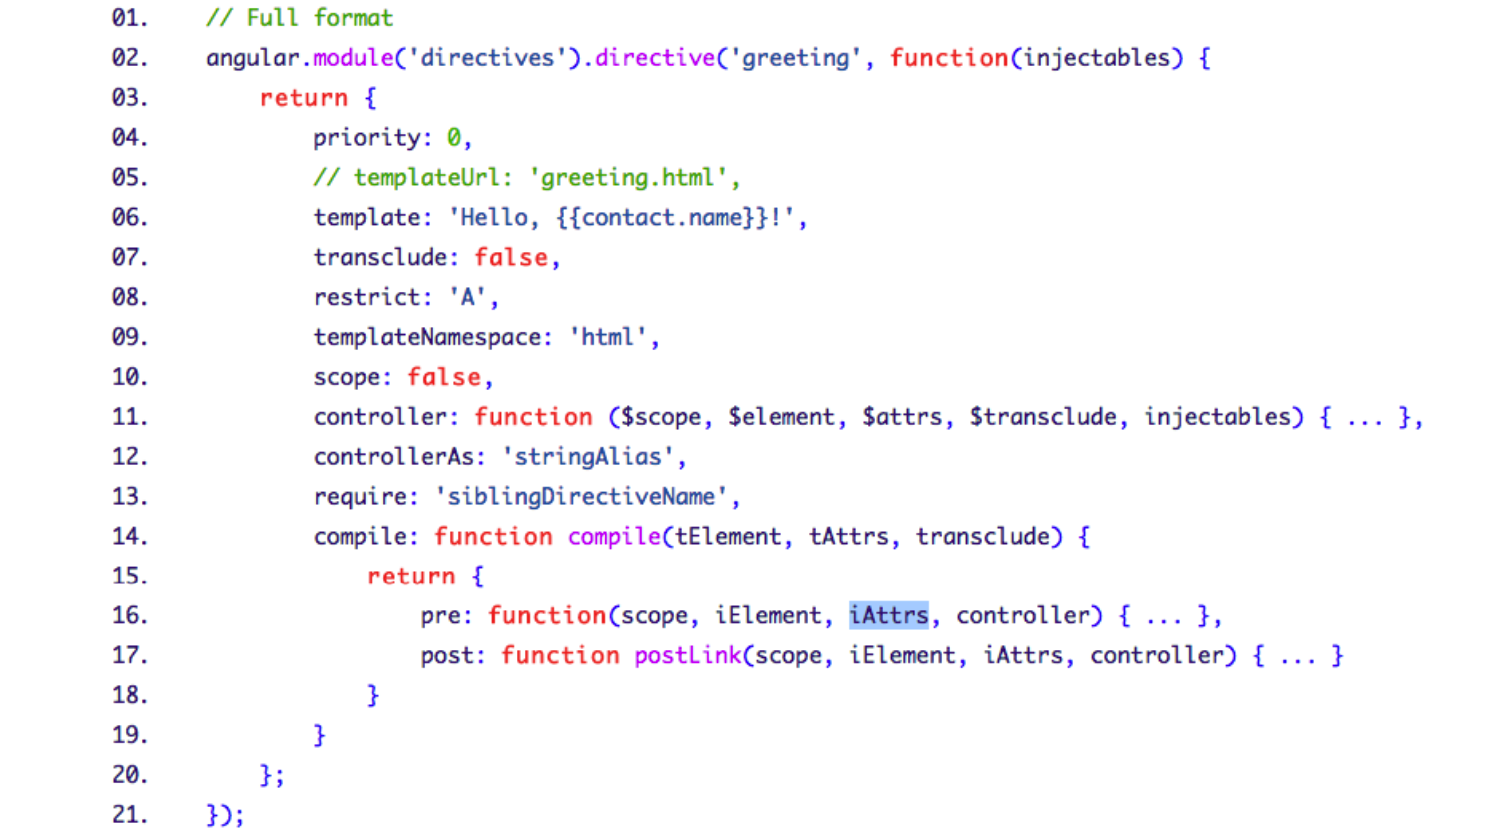 01. // Full format
02. angular.module('directives').directive('greeting', function(injectables) {
03. return {
04. priority: 0,
05. // templateUrl: 'greeting.html',
06. template: 'Hello, {{contact.name}}!',
07. transclude: false,
08. restrict: 'A',
09. templateNamespace: 'html',
10. scope: false,
11. controller: function ($scope, $element, $attrs, $transclude, injectables) { ... },
12. controllerAs: 'stringAlias',
13. require: 'siblingDirectiveName',
14. compile: function compile(tElement, tAttrs, transclude) {
15. return {
16. pre: function(scope, iElement, iAttrs, controller) { ... },
17. post: function postLink(scope, iElement, iAttrs, controller) { ... }
18. }
19. }
20. };
21. });